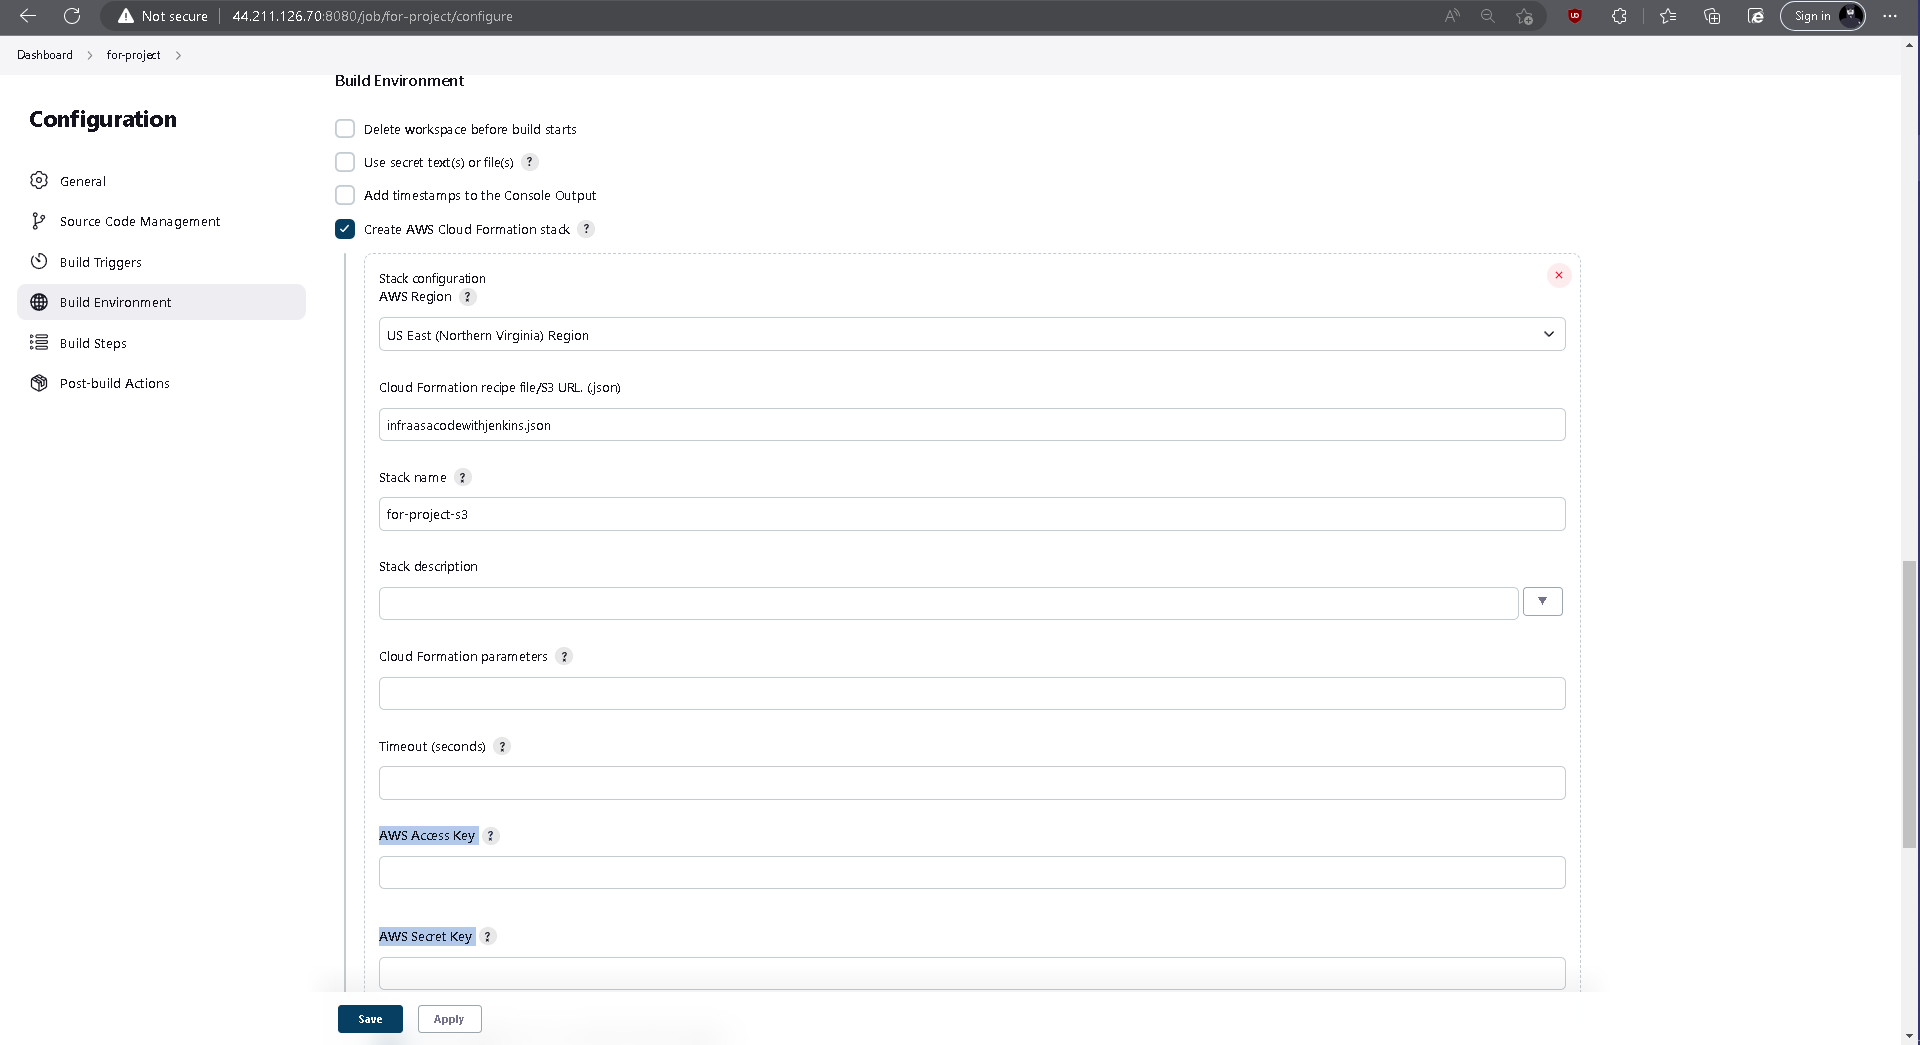 Not secure
44.211.126.70:8080/job/for-project/configure
Sign in
Dashboard
for-project
Configuration
General
Source Code Management
Build Triggers
Build Environment
Build Steps
Post-build Actions
Build Environment
Delete workspace before build starts
Use secret text(s) or file(s) ?
Add timestamps to the Console Output
Create AWS Cloud Formation stack ?
Stack configuration
AWS Region ?
US East (Northern Virginia) Region
Cloud Formation recipe file/S3 URL. (.json)
infraasacodewithjenkins.json
Stack name ?
for-project-s3
Stack description
Cloud Formation parameters ?
Timeout (seconds) ?
AWS Access Key ?
AWS Secret Key ?
Save
Apply